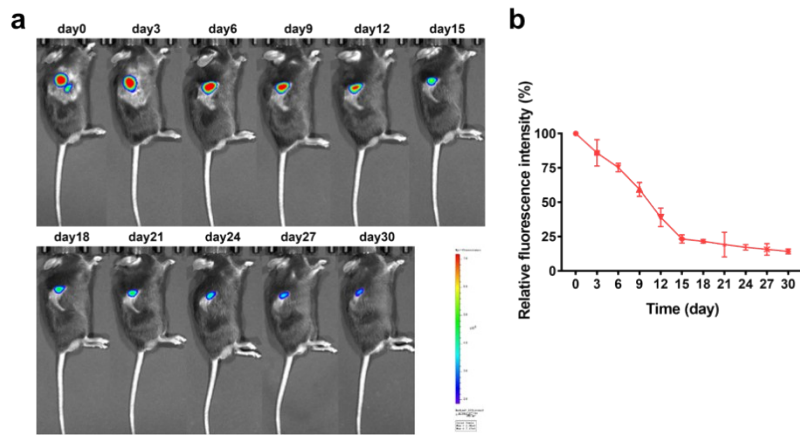 a
day0 day3 day6 day9 day12 day15
day18 day21 day24 day27 day30
b
Relative fluorescence intensity (%)
100
75
50
25
0
0 3 6 9 12 15 18 21 24 27 30
Time (day)